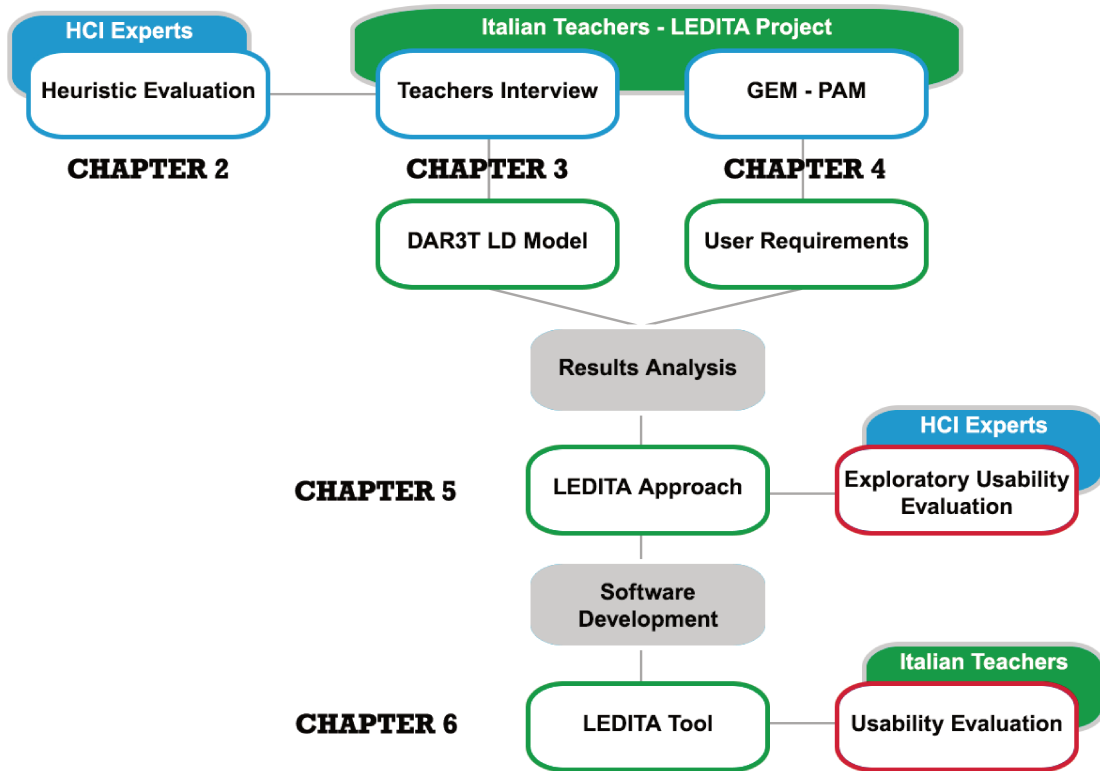 HCI Experts
Italian Teachers - LEDITA Project
Heuristic Evaluation
Teachers Interview
GEM - PAM
CHAPTER 2
CHAPTER 3
CHAPTER 4
DAR3T LD Model
User Requirements
Results Analysis
HCI Experts
CHAPTER 5
LEDITA Approach
Exploratory Usability
Evaluation
Software
Development
Italian Teachers
CHAPTER 6
LEDITA Tool
Usability Evaluation